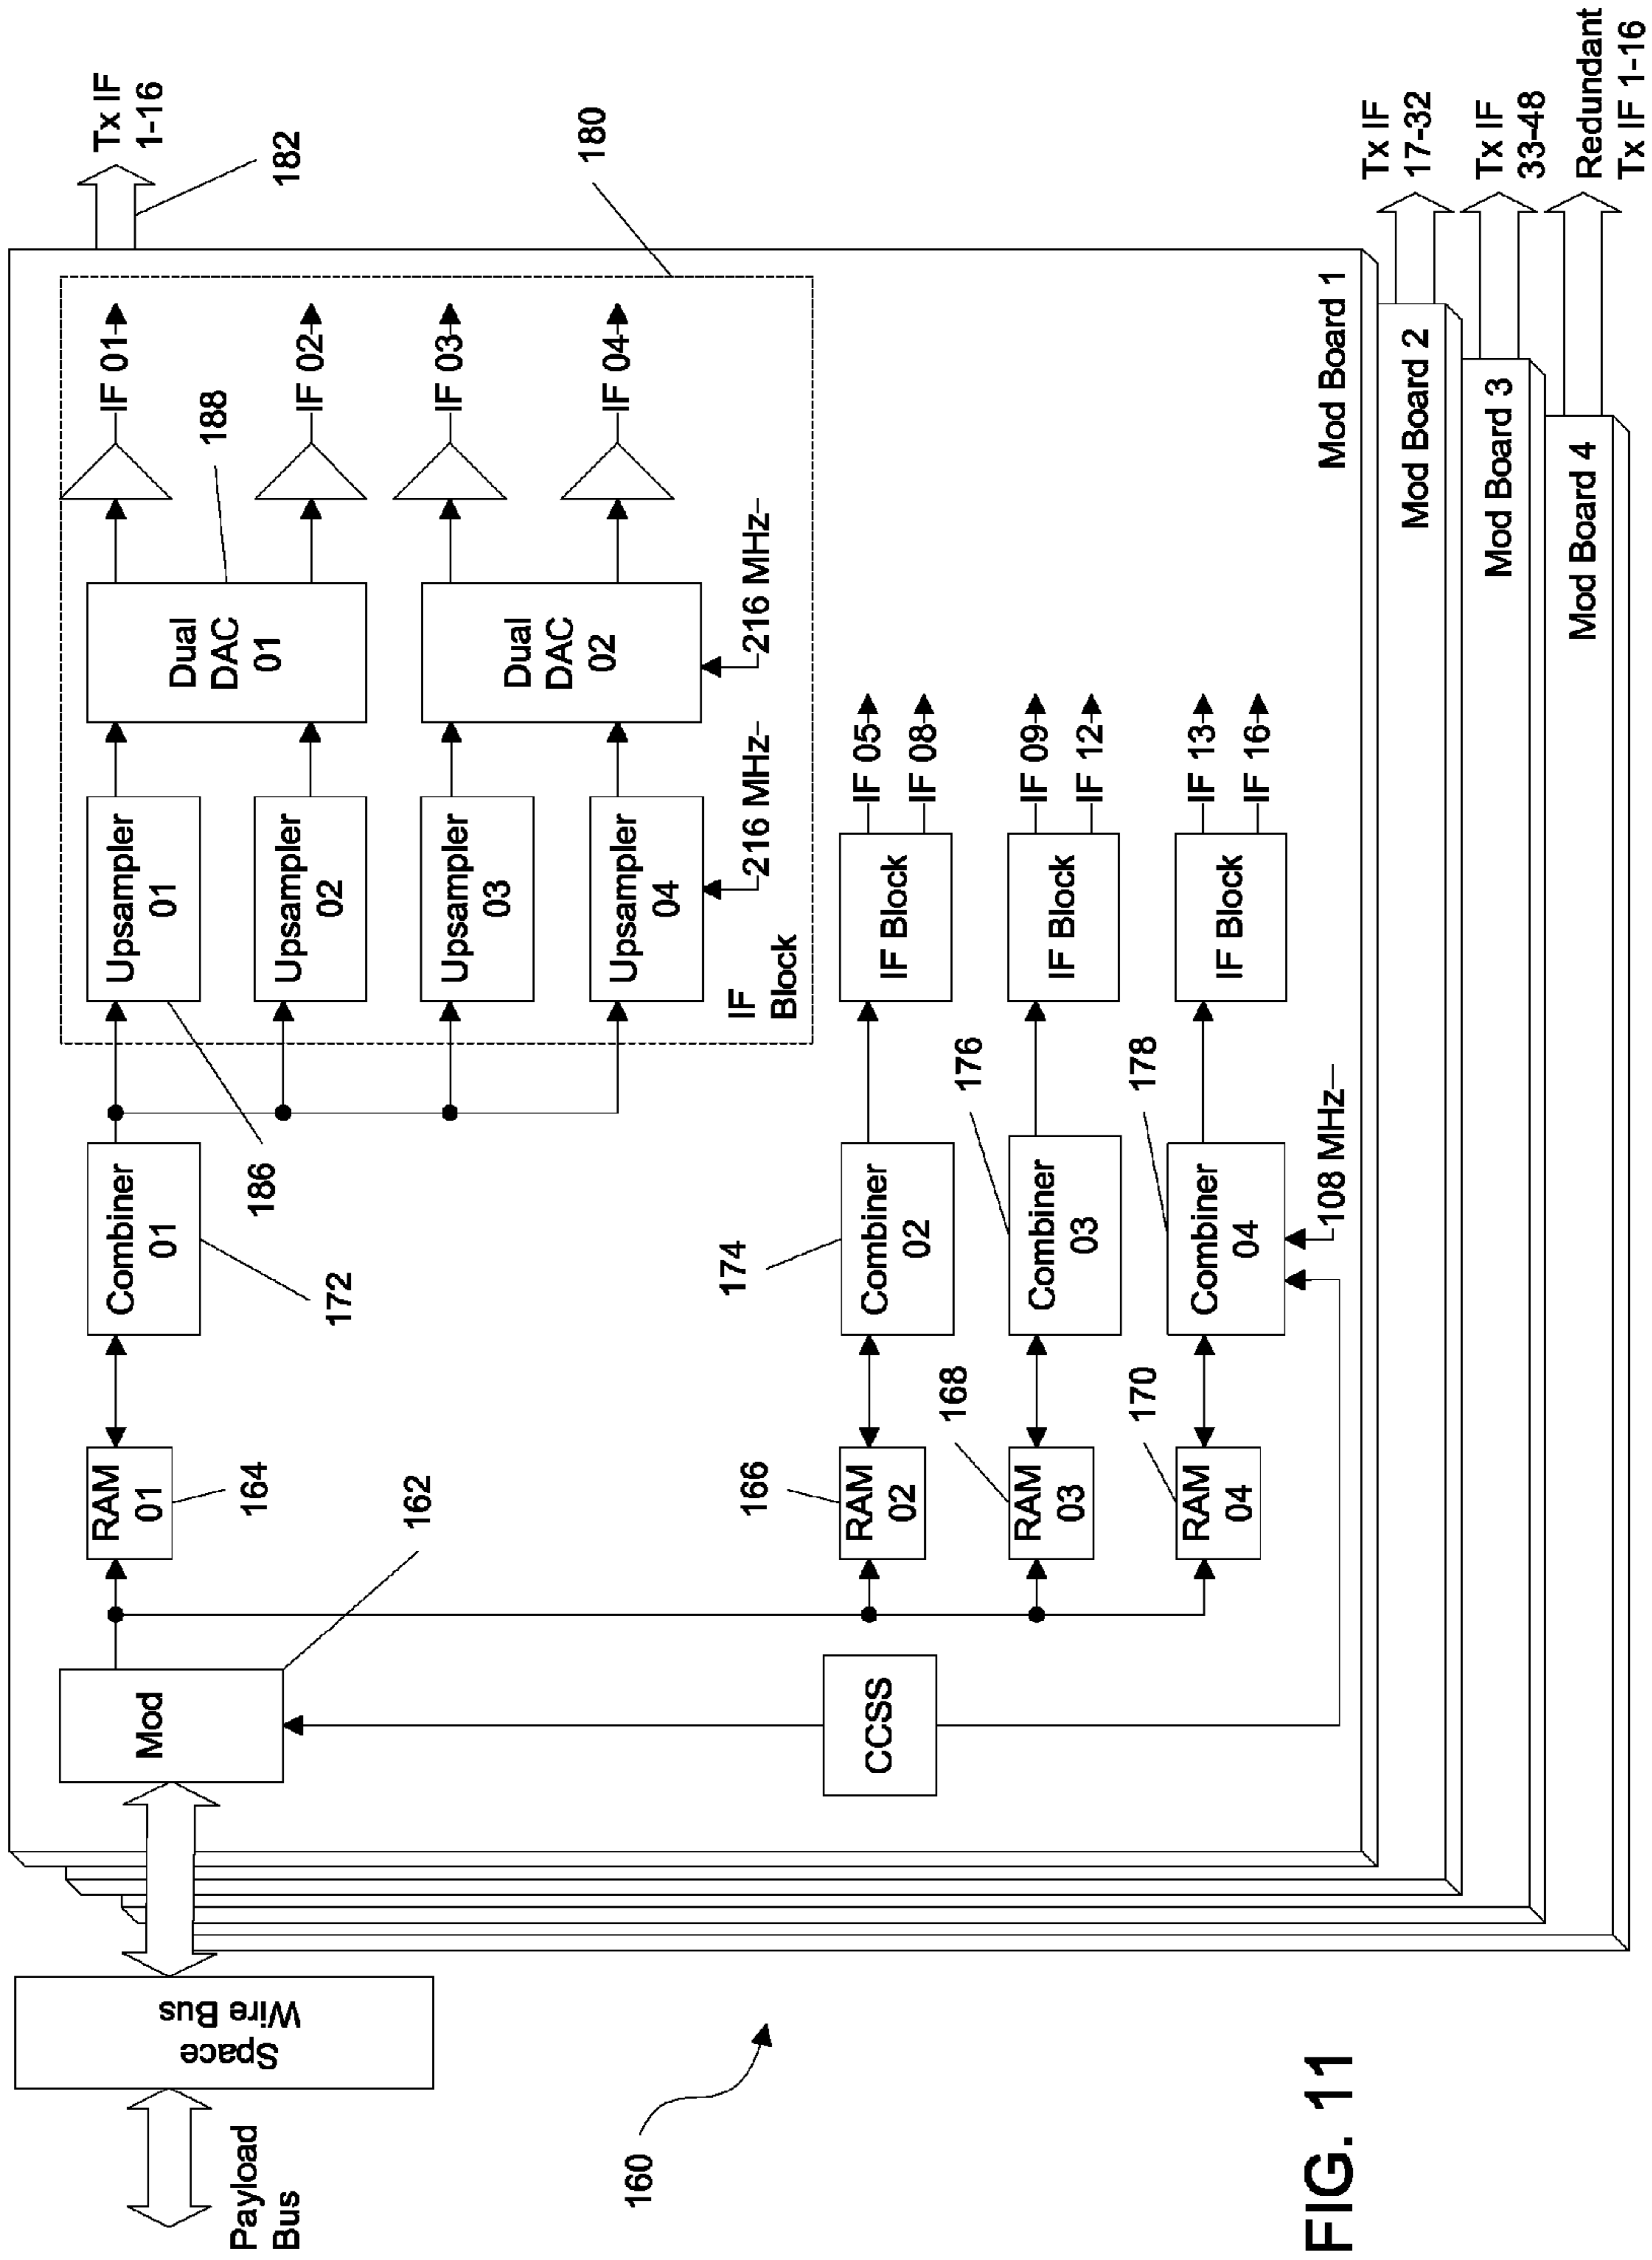 Payload
Bus
Space
Wire Bus
160
Mod
162
CCSS
RAM
01
164
RAM
02
166
RAM
03
168
RAM
04
170
Combiner
01
172
Combiner
02
174
Combiner
03
176
Combiner
04
178
108 MHz
Upsampler
01
186
Upsampler
02
Upsampler
03
Upsampler
04
216 MHz
IF
Block
Dual
DAC
01
188
Dual
DAC
02
216 MHz
IF 01
IF 02
IF 03
IF 04
180
182
Tx IF
1-16
IF Block
IF 05
IF 08
IF Block
IF 09
IF 12
IF Block
IF 13
IF 16
Mod Board 1
Mod Board 2
Mod Board 3
Mod Board 4
Tx IF
17-32
Tx IF
33-48
Redundant
Tx IF 1-16
FIG. 11